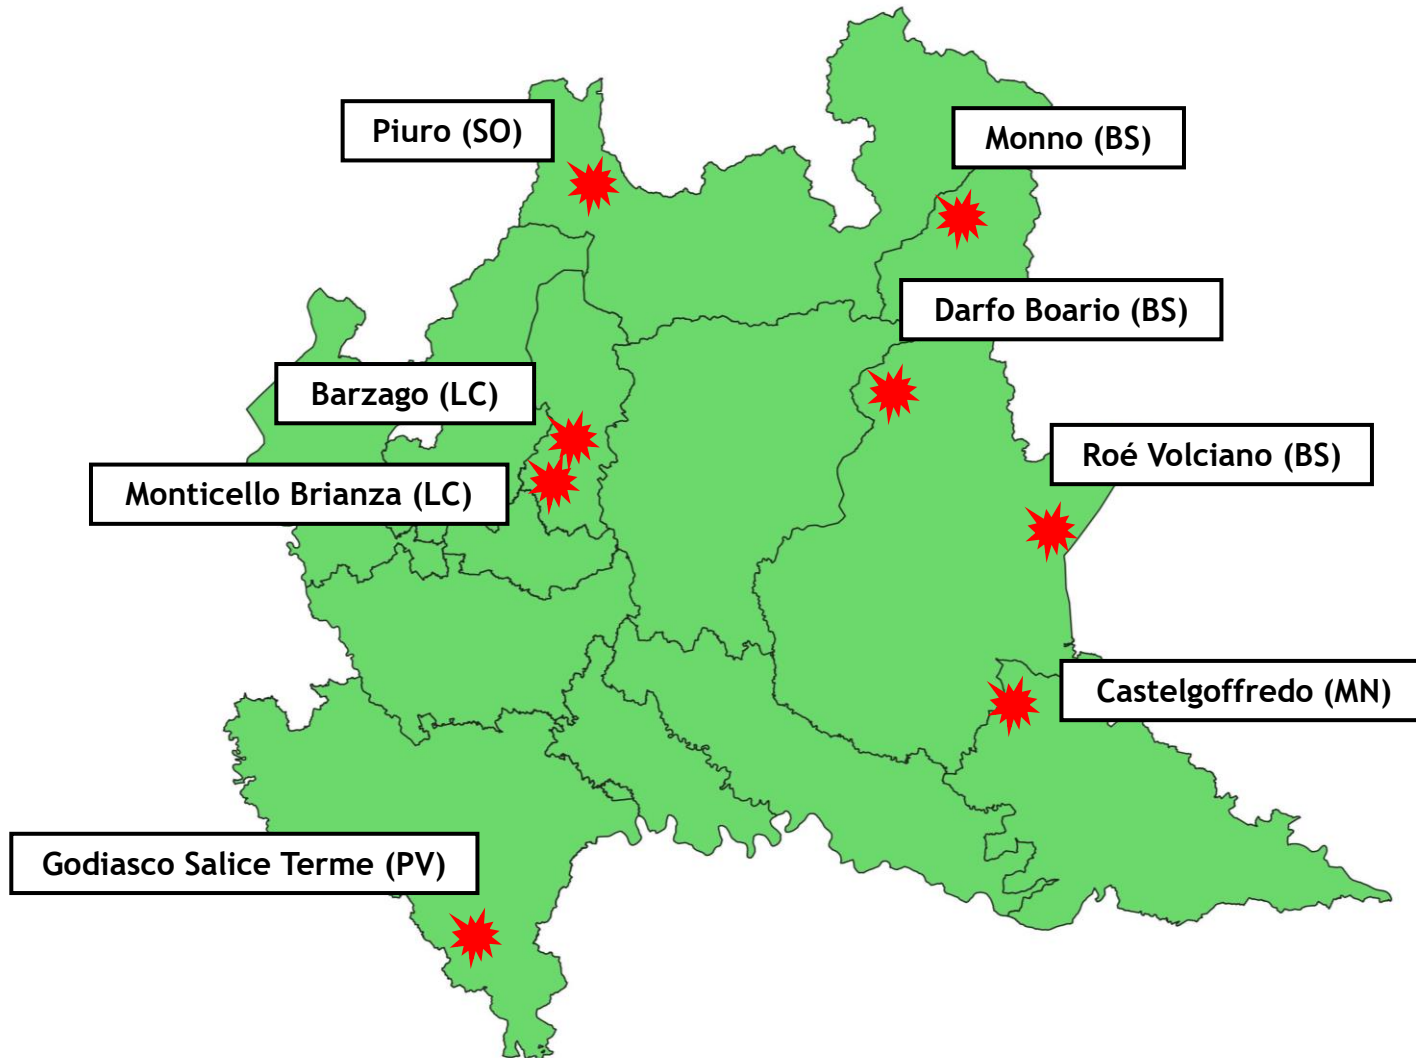 Piuro (SO)
Monno (BS)
Darfo Boario (BS)
Barzago (LC)
Roé Volciano (BS)
Monticello Brianza (LC)
Castelgoffredo (MN)
Godiasco Salice Terme (PV)